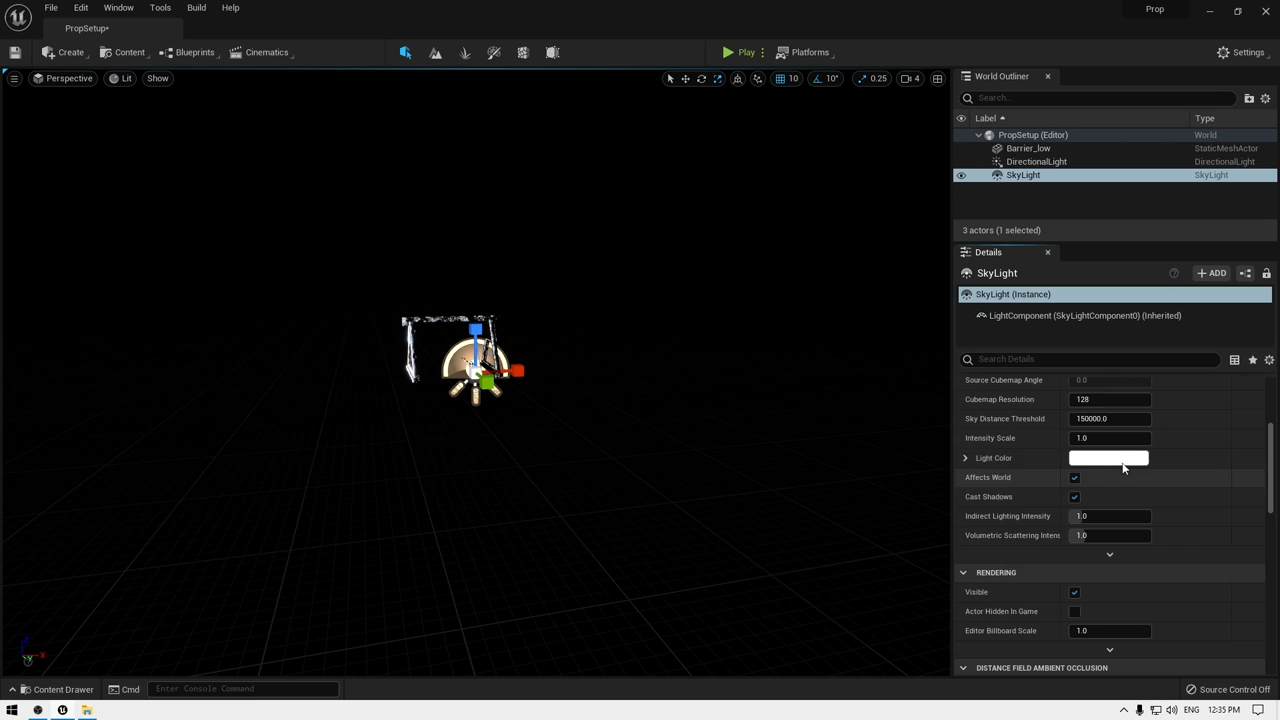 File Edit Window Tools Build Help
Prop
PropSetup*
Create Content Blueprints Cinematics Play Platforms Settings
Perspective Lit Show 10 10° 0.25 4
World Outliner
Search...
Label Type
PropSetup (Editor) World
Barrier_low StaticMeshActor
DirectionalLight DirectionalLight
SkyLight SkyLight
3 actors (1 selected)
Details
SkyLight + ADD
SkyLight (Instance)
LightComponent (SkyLightComponent0) (Inherited)
Search Details
Source Cubemap Angle 0.0
Cubemap Resolution 128
Sky Distance Threshold 150000.0
Intensity Scale 1.0
Light Color
Affects World
Cast Shadows
Indirect Lighting Intensity 1.0
Volumetric Scattering Intens 1.0
RENDERING
Visible
Actor Hidden In Game
Editor Billboard Scale 1.0
DISTANCE FIELD AMBIENT OCCLUSION
Content Drawer Cmd Enter Console Command Source Control Off
ENG 12:35 PM